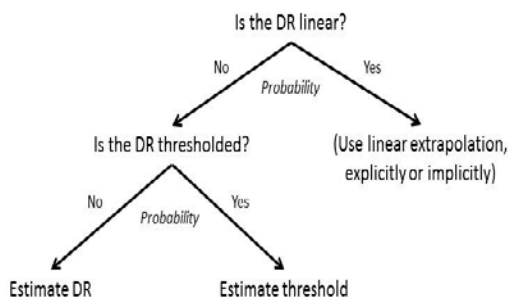 Is the DR linear?
No
Yes
Probability
Is the DR thresholded?
(Use linear extrapolation,
explicitly or implicitly)
No
Yes
Probability
Estimate DR
Estimate threshold